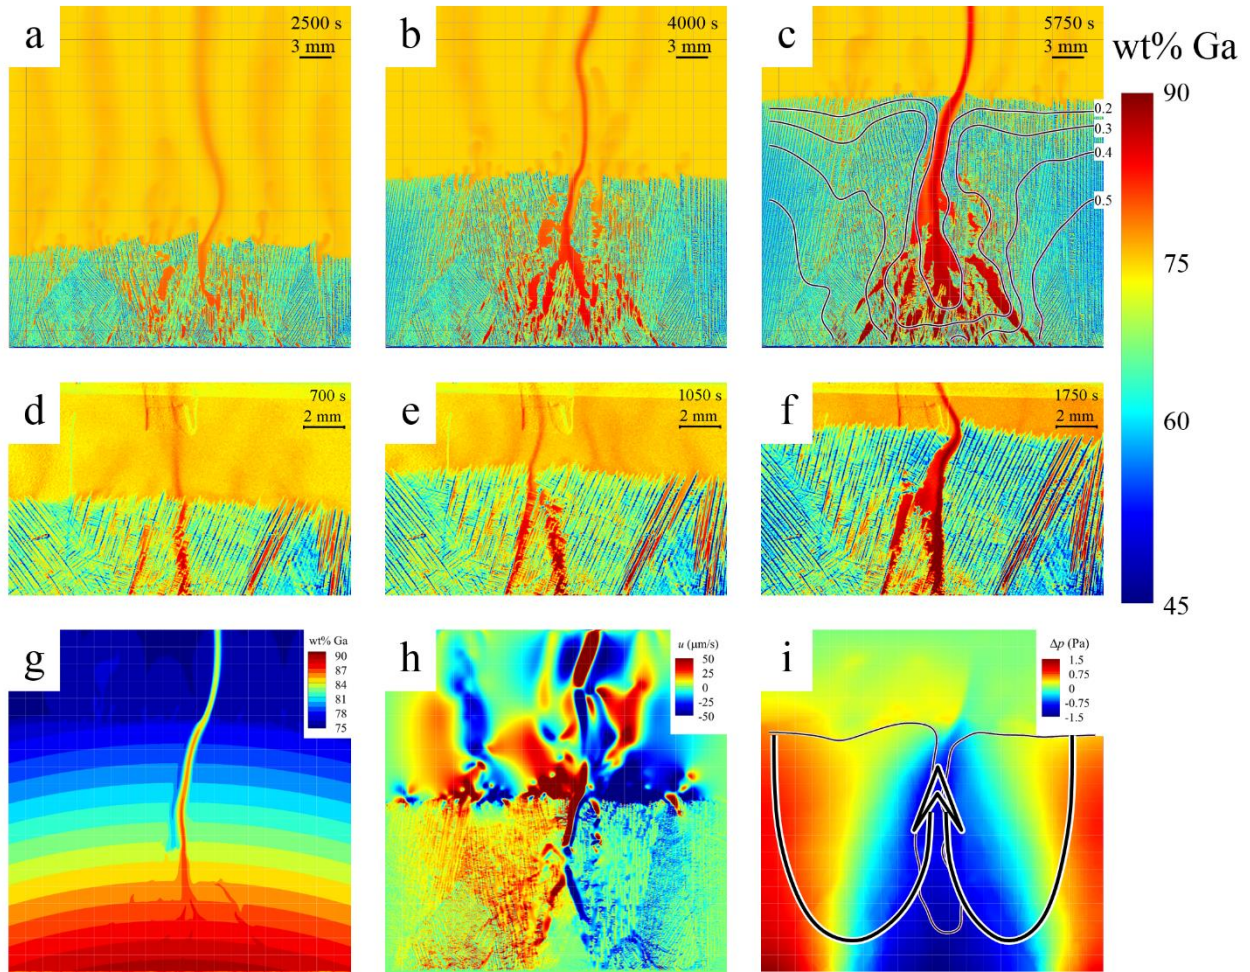 a
2500 s
3 mm
b
4000 s
3 mm
c
5750 s
3 mm
0.2
0.3
0.4
0.5
wt% Ga
90
75
60
45
d
700 s
2 mm
e
1050 s
2 mm
f
1750 s
2 mm
g
wt% Ga
90
87
84
81
78
75
h
u (μm/s)
50
25
0
-25
-50
i
Δp (Pa)
1.5
0.75
0
-0.75
-1.5